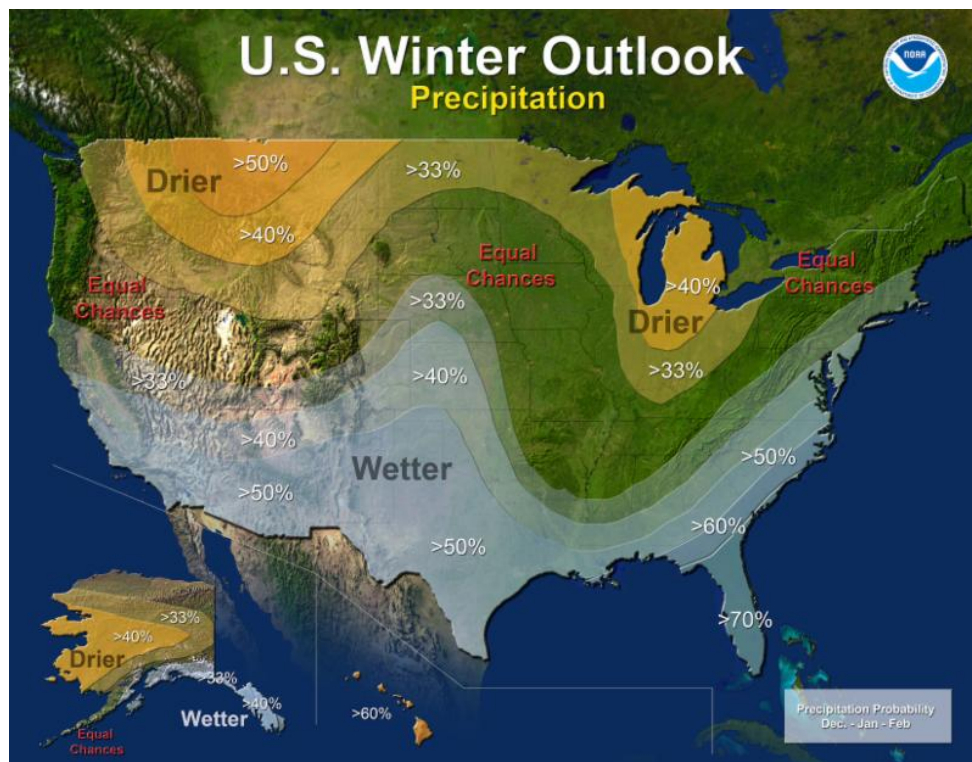 U.S. Winter Outlook
Precipitation
NOAA
>50%
Drier
>33%
>40%
Equal
Chances
Equal
Chances
>33%
Equal
Chances
>40%
Drier
>33%
>33%
>40%
>40%
Wetter
>50%
>50%
>50%
>60%
>70%
>33%
>40%
Drier
>33%
>40%
Wetter
Equal
Chances
>60%
Precipitation Probability
Dec. - Jan - Feb